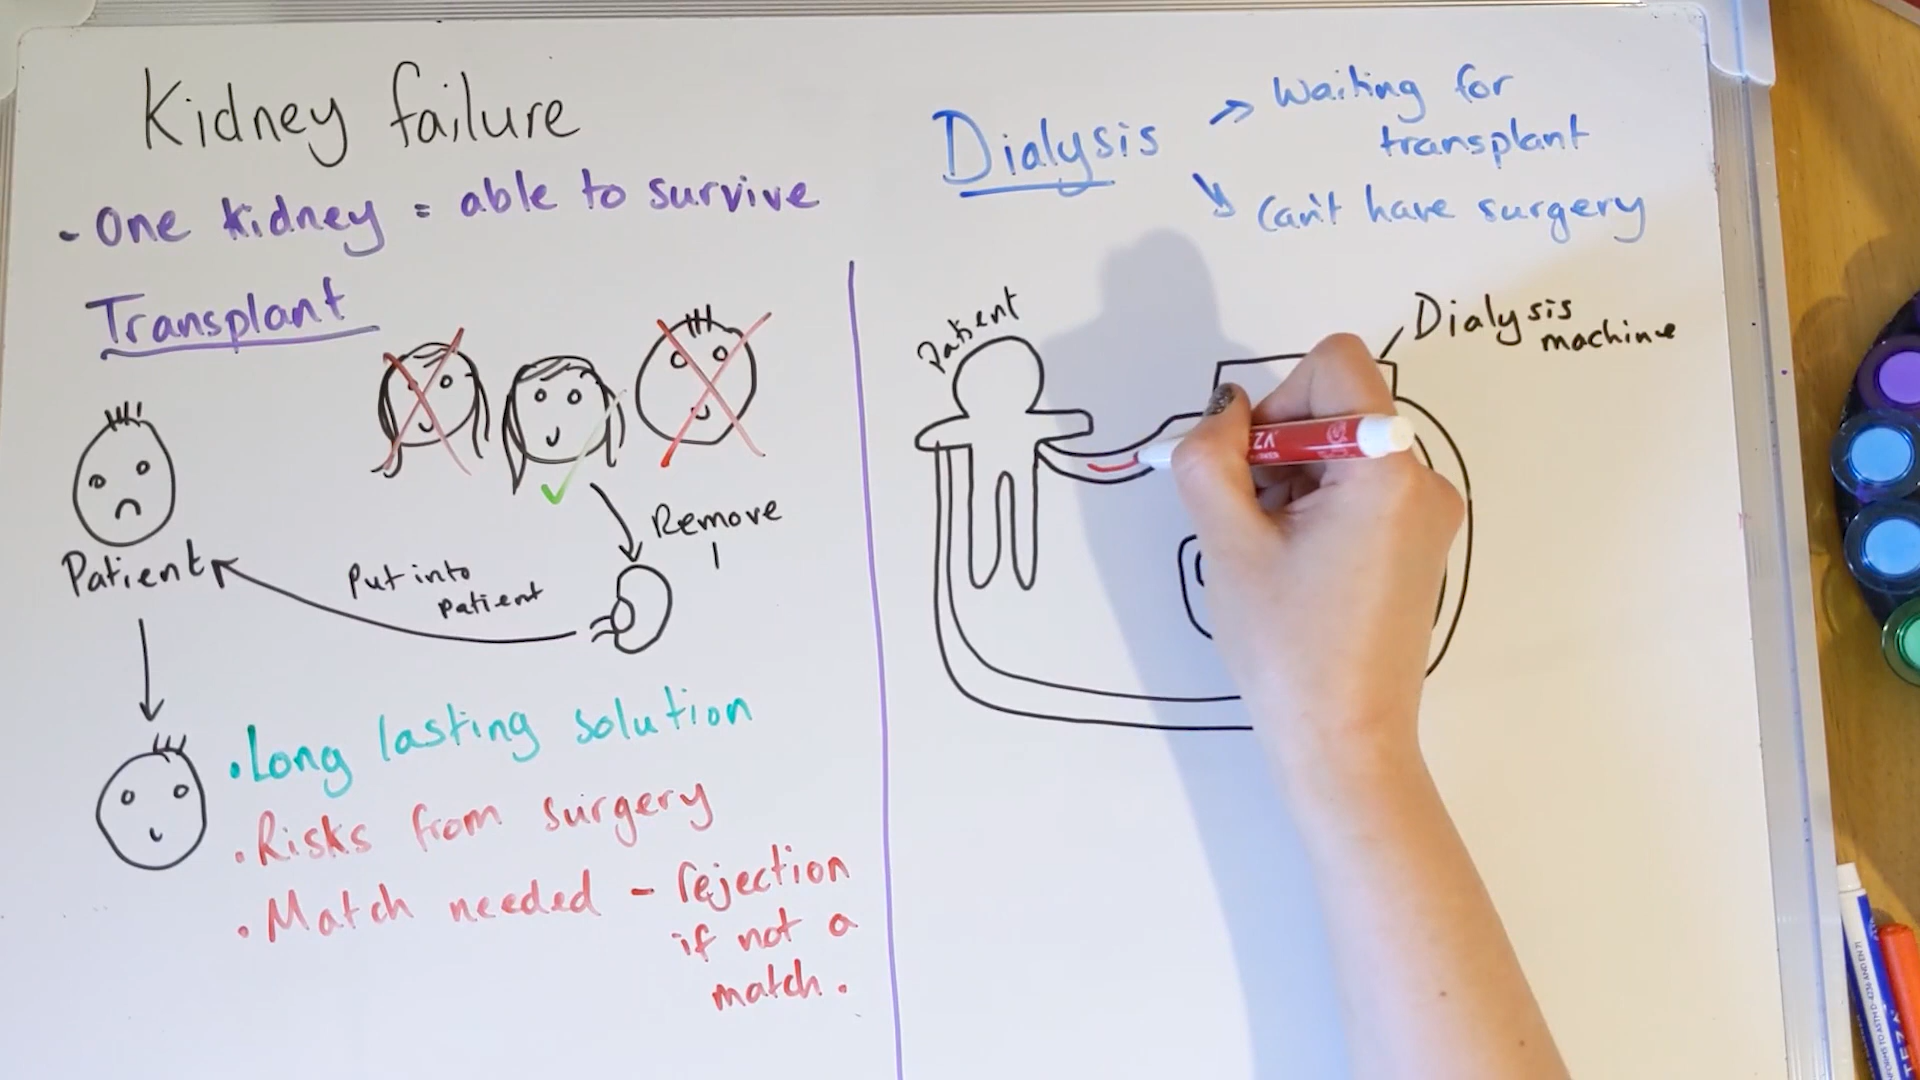 Kidney failure
- One kidney = able to survive
Transplant
Patient
Remove
1
Put into
patient
• Long lasting solution
• Risks from surgery
• Match needed - rejection
if not a
match.
Dialysis
Waiting for
transplant
Can't have surgery
Patient
Dialysis
machine